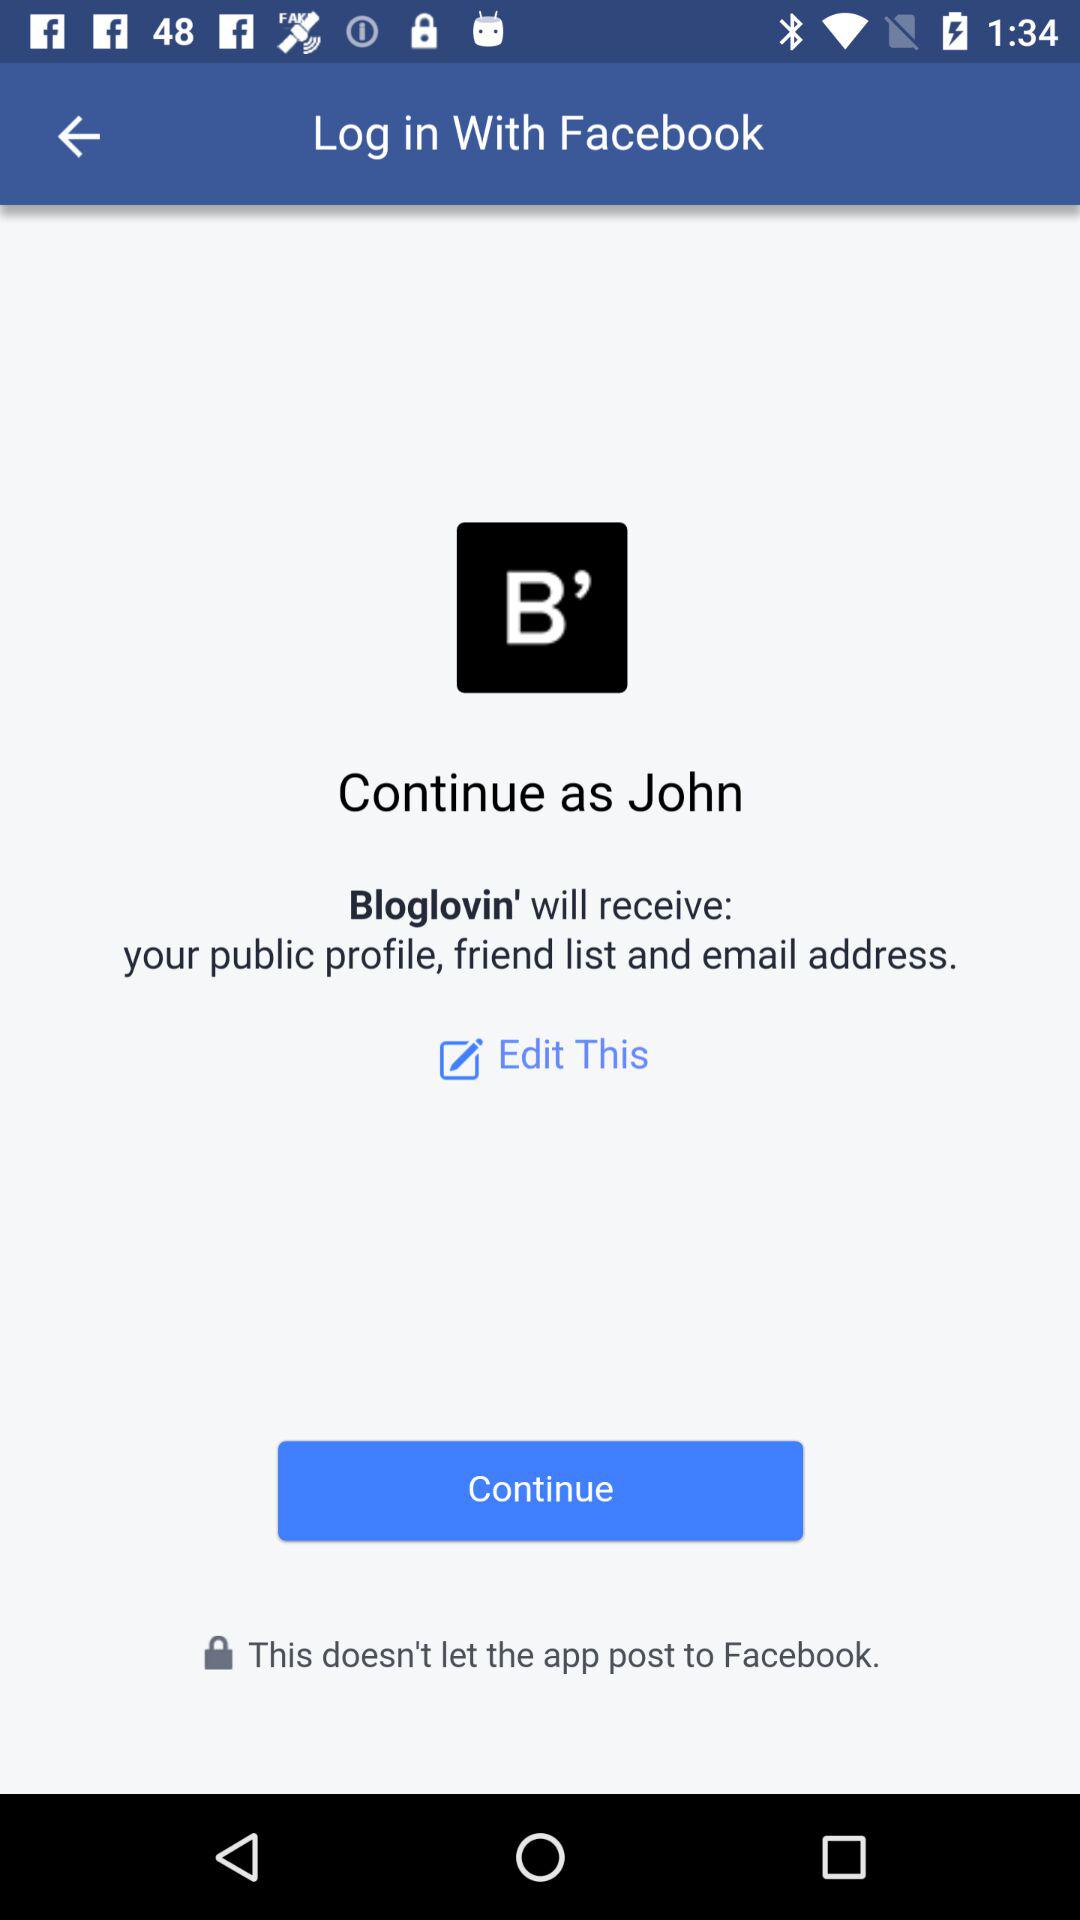 48 FAKE 1:34
Log in With Facebook
B’
Continue as John
Bloglovin' will receive:
your public profile, friend list and email address.
Edit This
Continue
This doesn't let the app post to Facebook.